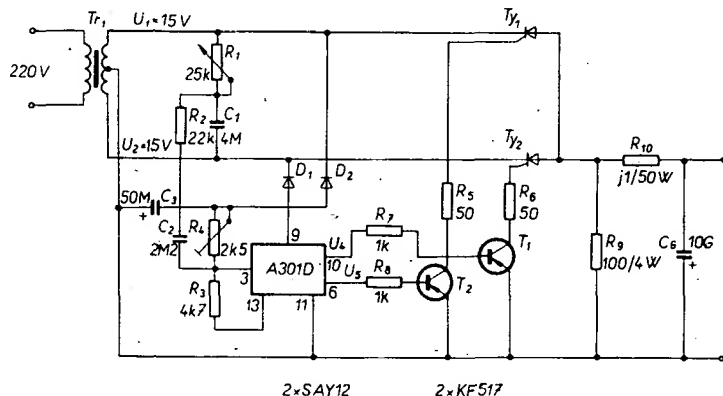 Tr1
U1=15V
Ty1
R1
25k
220V
R2
22k
C1
4M
U2=15V
Ty2
R10
j1/50W
D1
D2
50M
C3
+
R5
50
R6
50
C2
2M2
R4
2k5
9
U4
R7
1k
T1
R9
100/4W
C6
10G
+
A301D
10
3
U5
R8
6
1k
T2
R3
4k7
13
11
2×SAY12
2×KF517